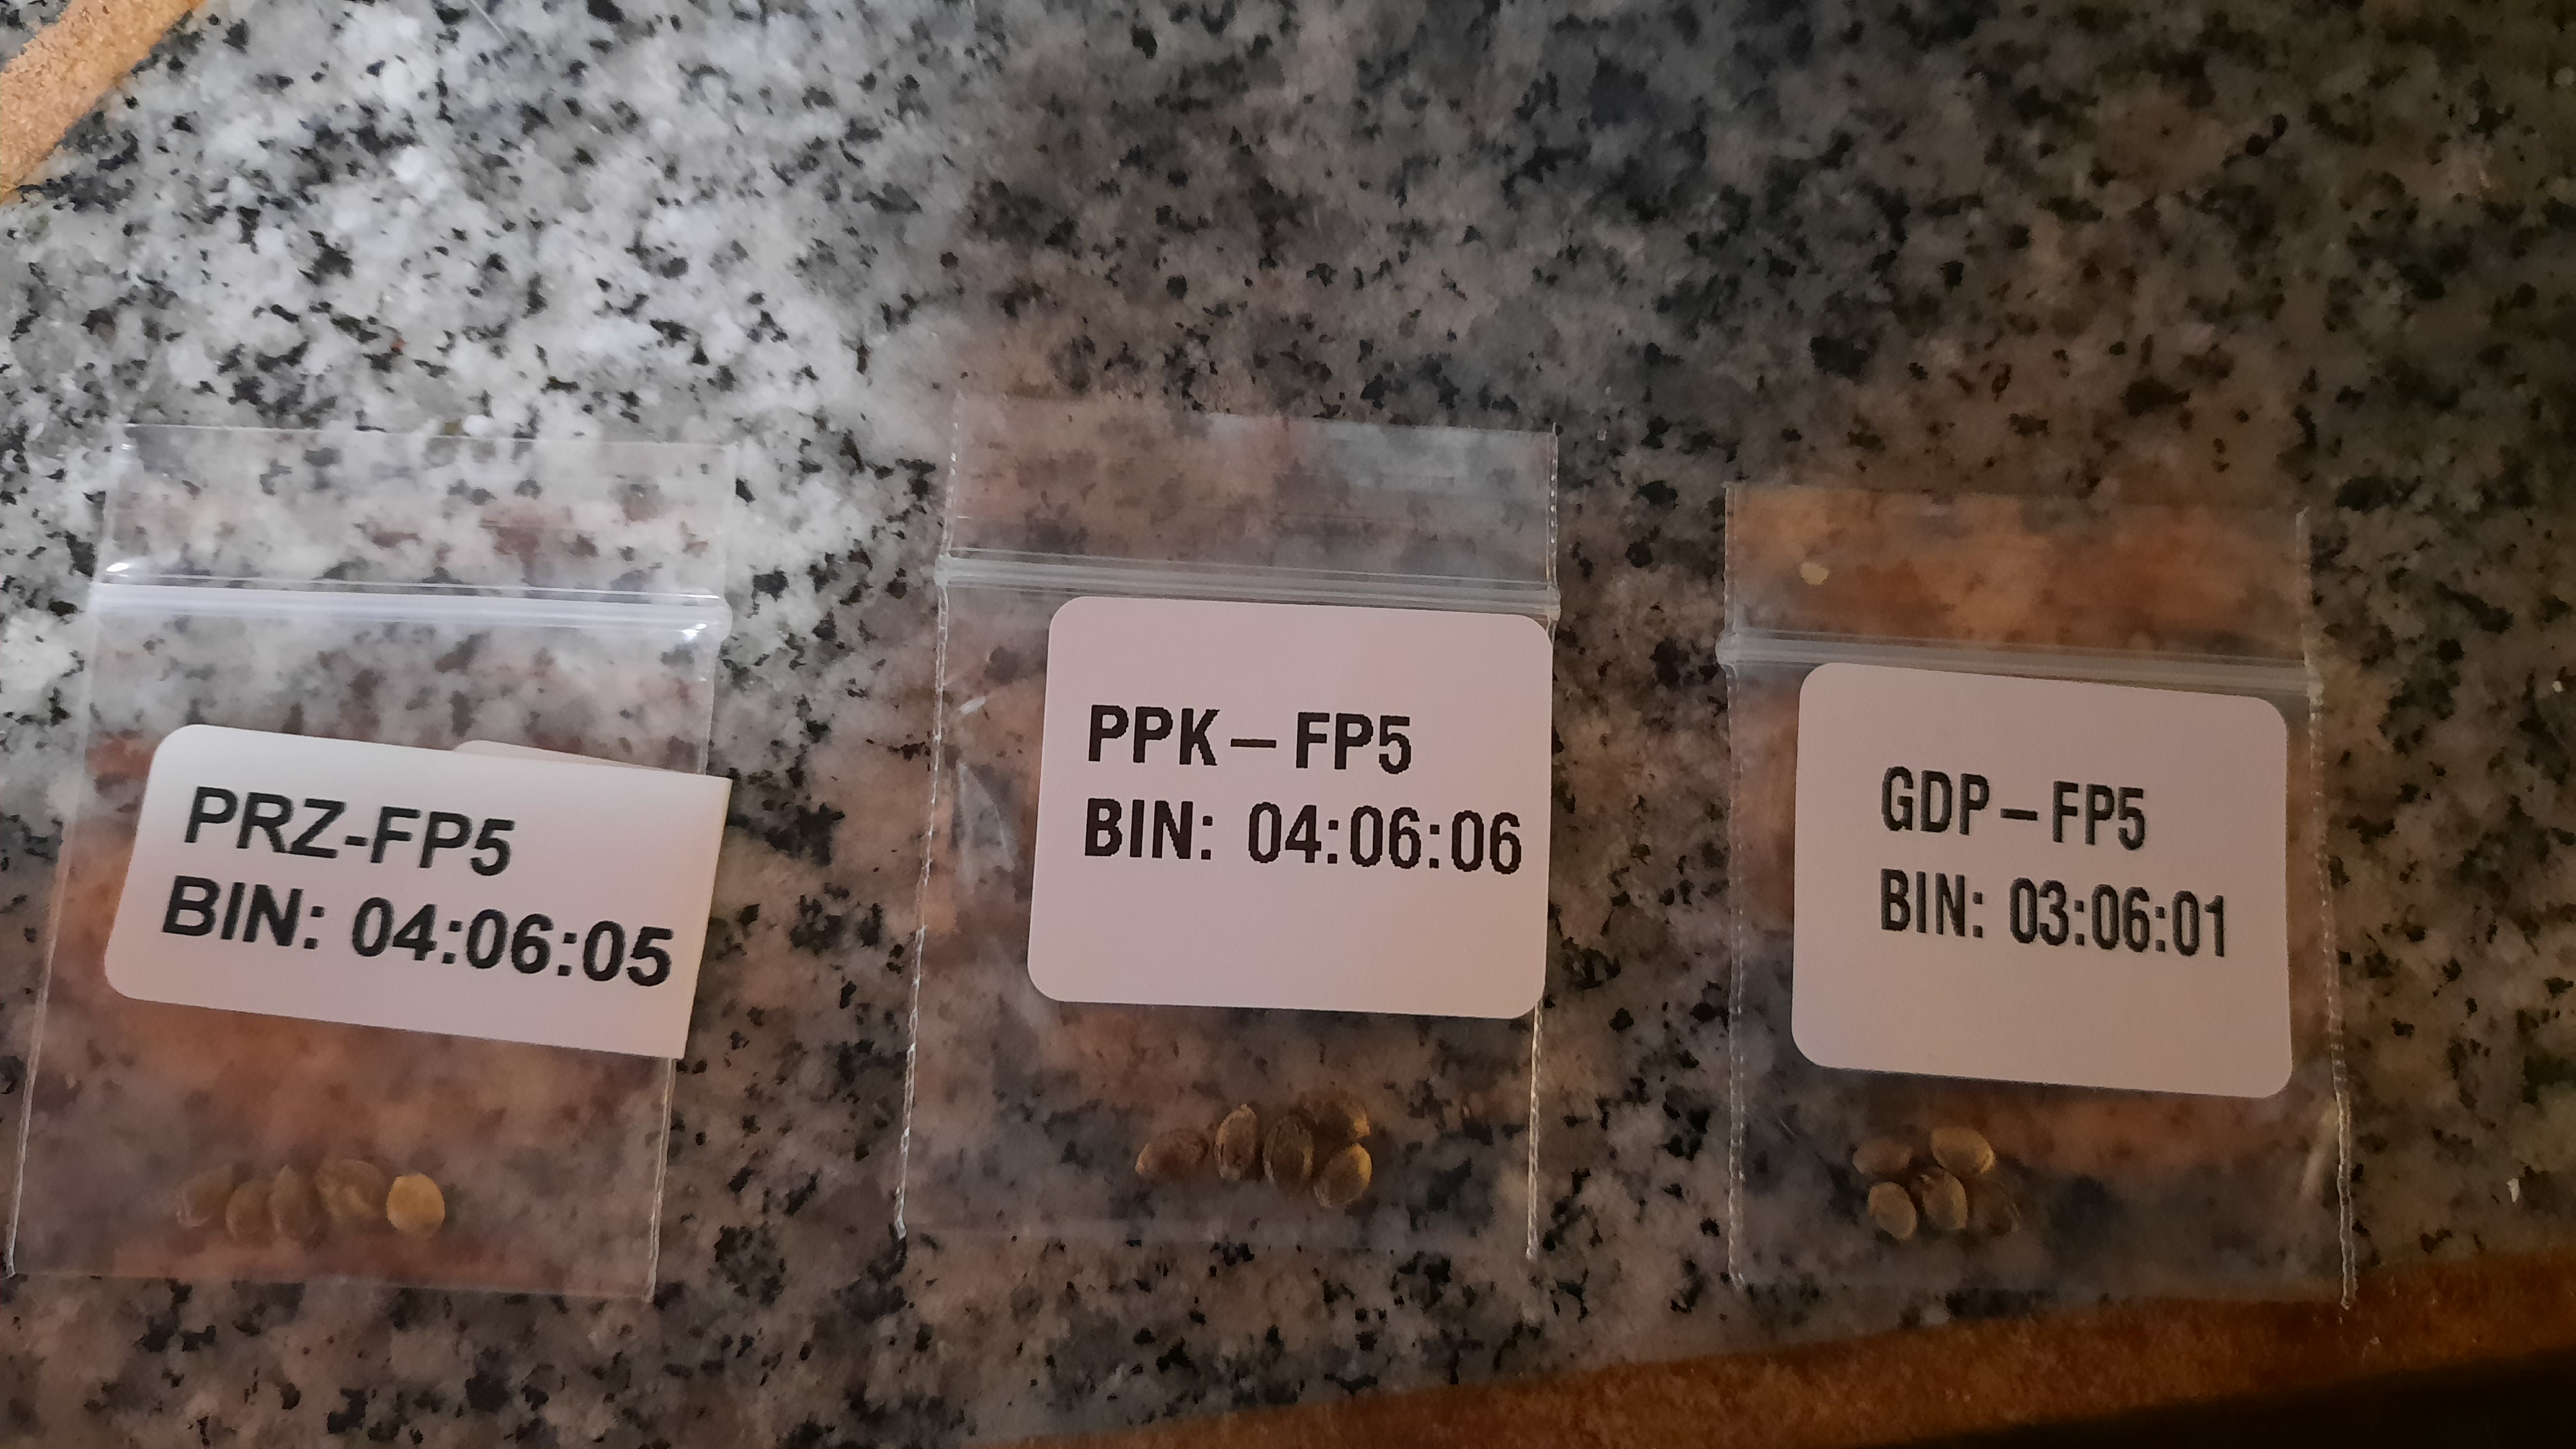 PRZ-FP5
BIN: 04:06:05
PPK – FP5
BIN: 04:06:06
GDP – FP5
BIN: 03:06:01